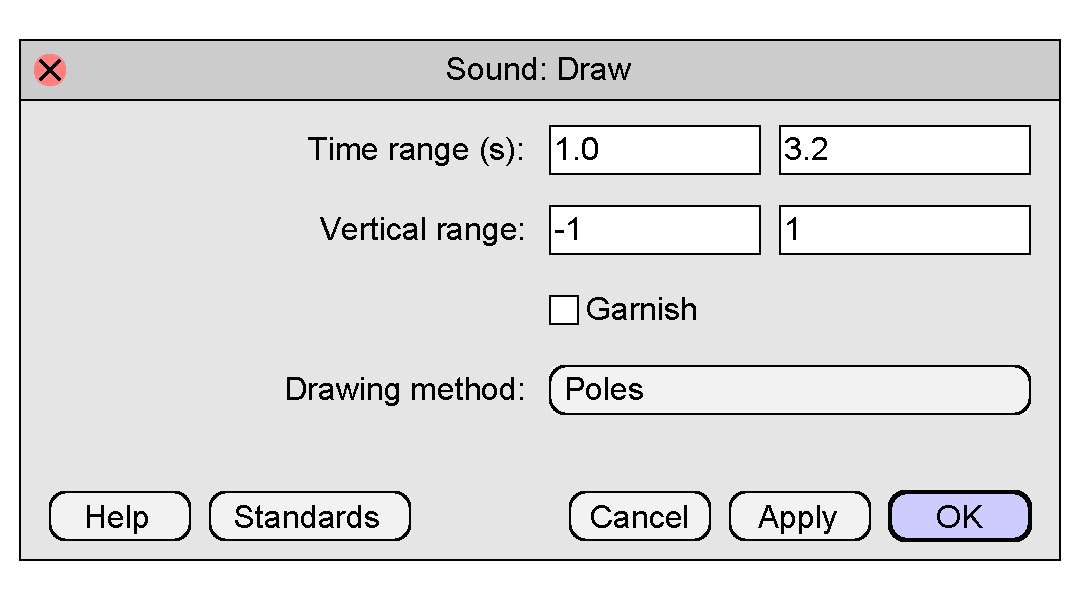 Sound: Draw
Time range (s): 1.0 3.2
Vertical range: -1 1
Garnish
Drawing method: Poles
Help Standards Cancel Apply OK